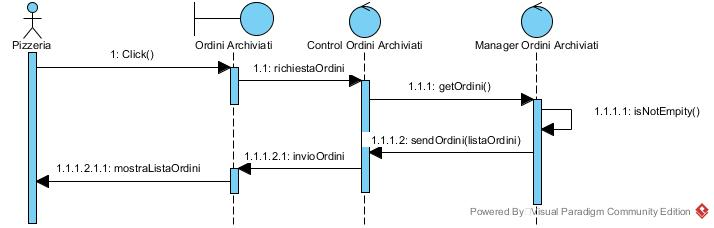 Pizzeria
Ordini Archiviati
Control Ordini Archiviati
Manager Ordini Archiviati
1: Click()
1.1: richiestaOrdini
1.1.1: getOrdini()
1.1.1.1: isNotEmpity()
1.1.1.2: sendOrdini(listaOrdini)
1.1.1.2.1: invioOrdini
1.1.1.2.1.1: mostraListaOrdini
Powered By Visual Paradigm Community Edition